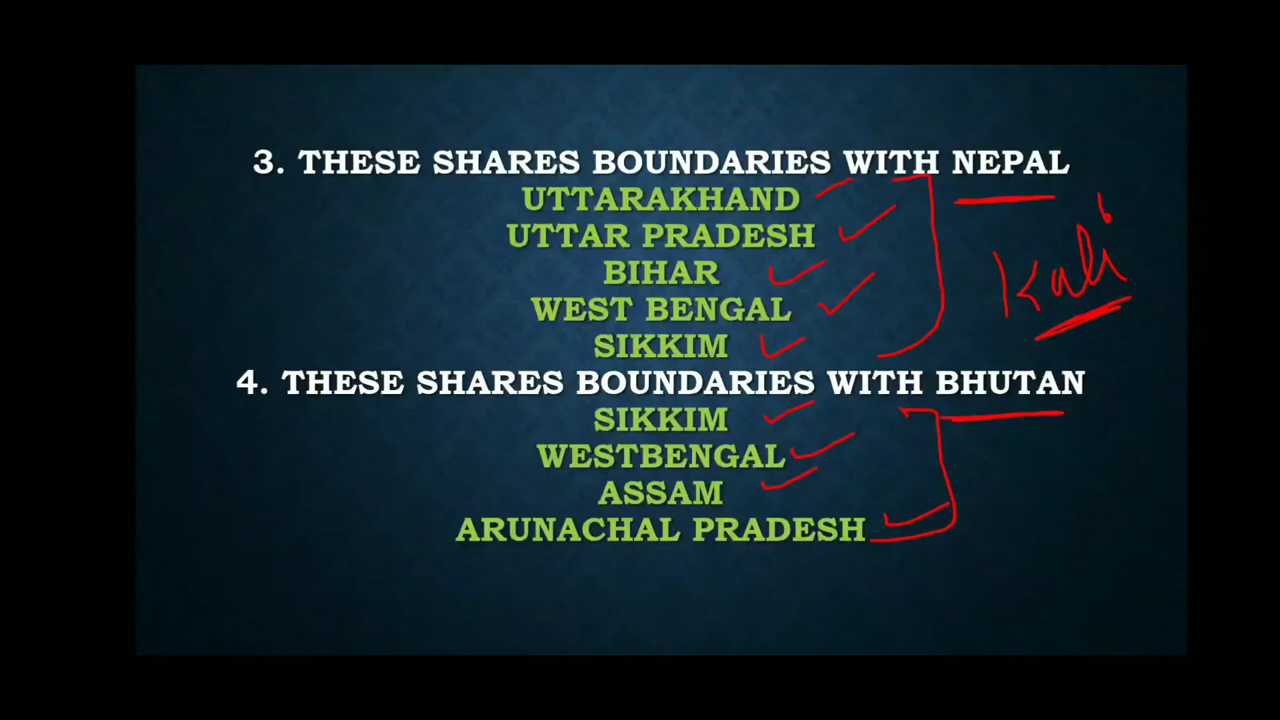 3. THESE SHARES BOUNDARIES WITH NEPAL
UTTARAKHAND
UTTAR PRADESH
BIHAR
WEST BENGAL
SIKKIM
Kali
4. THESE SHARES BOUNDARIES WITH BHUTAN
SIKKIM
WESTBENGAL
ASSAM
ARUNACHAL PRADESH